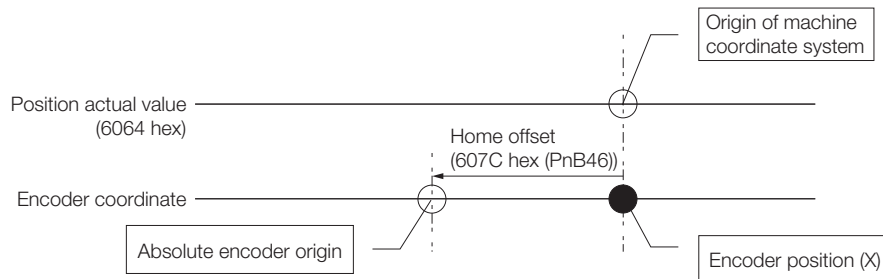 Origin of machine
coordinate system
Position actual value
(6064 hex)
Home offset
(607C hex (PnB46))
Encoder coordinate
Absolute encoder origin
Encoder position (X)